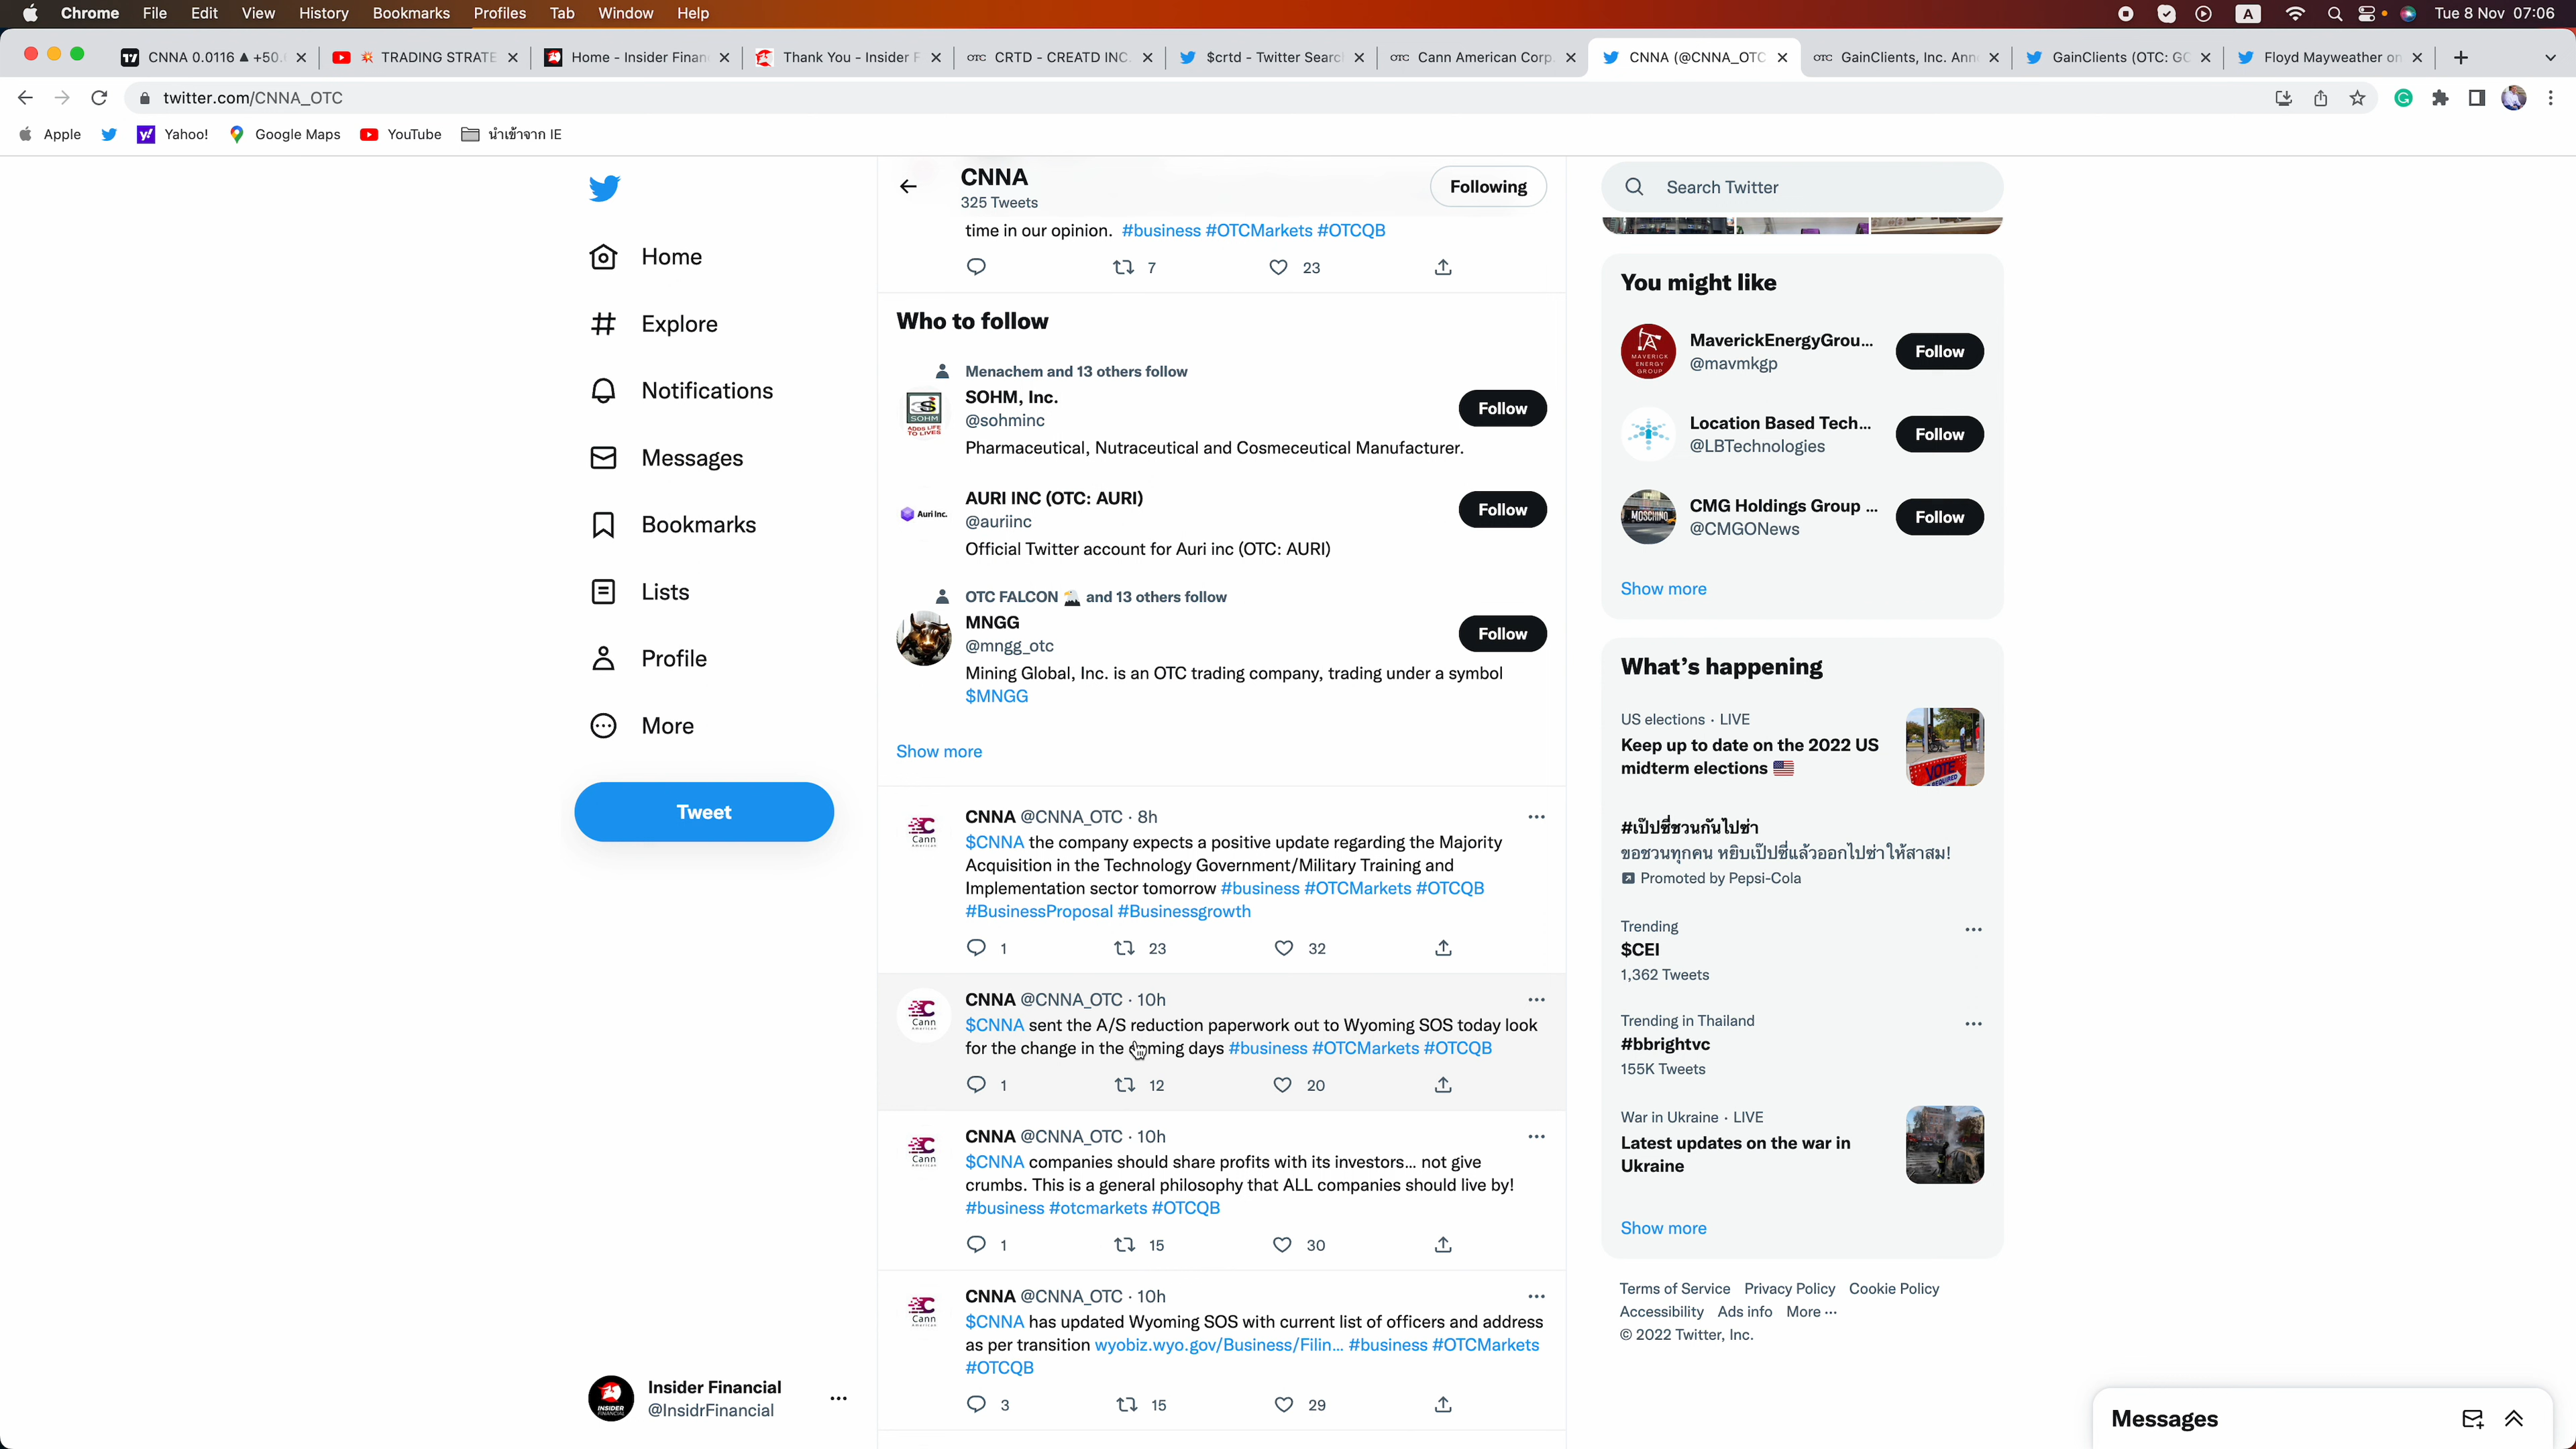 Chrome File Edit View History Bookmarks Profiles Tab Window Help
A Tue 8 Nov 07:06
CNNA 0.0116 ▲ +50.
TRADING STRATE
Home - Insider Finan
Thank You - Insider F
OTC CRTD - CREATD INC.
$crtd - Twitter Searc
OTC Cann American Corp.
CNNA (@CNNA_OTC
OTC GainClients, Inc. Ann
GainClients (OTC: GC
Floyd Mayweather on
twitter.com/CNNA_OTC
Apple
Yahoo!
Google Maps
YouTube
นำเข้าจาก IE
Home
Explore
Notifications
Messages
Bookmarks
Lists
Profile
More
Tweet
Insider Financial
@InsidrFinancial
CNNA
325 Tweets
Following
time in our opinion. #business #OTCMarkets #OTCQB
7 23
Who to follow
Menachem and 13 others follow
SOHM, Inc.
@sohminc
Follow
Pharmaceutical, Nutraceutical and Cosmeceutical Manufacturer.
SOHM
ADDS LIFE
TO LIVES
AURI INC (OTC: AURI)
@auriinc
Follow
Official Twitter account for Auri inc (OTC: AURI)
Auri Inc.
OTC FALCON and 13 others follow
MNGG
@mngg_otc
Follow
Mining Global, Inc. is an OTC trading company, trading under a symbol
$MNGG
Show more
Cann
CNNA @CNNA_OTC · 8h
$CNNA the company expects a positive update regarding the Majority
Acquisition in the Technology Government/Military Training and
Implementation sector tomorrow #business #OTCMarkets #OTCQB
#BusinessProposal #Businessgrowth
1 23 32
Cann
CNNA @CNNA_OTC · 10h
$CNNA sent the A/S reduction paperwork out to Wyoming SOS today look
for the change in the coming days #business #OTCMarkets #OTCQB
1 12 20
Cann
CNNA @CNNA_OTC · 10h
$CNNA companies should share profits with its investors... not give
crumbs. This is a general philosophy that ALL companies should live by!
#business #otcmarkets #OTCQB
1 15 30
Cann
CNNA @CNNA_OTC · 10h
$CNNA has updated Wyoming SOS with current list of officers and address
as per transition wyobiz.wyo.gov/Business/Filin... #business #OTCMarkets
#OTCQB
3 15 29
Search Twitter
You might like
MAVERICK
ENERGY
GROUP
MaverickEnergyGrou...
@mavmkgp
Follow
Location Based Tech...
@LBTechnologies
Follow
MOSCHINO
CMG Holdings Group ...
@CMGONews
Follow
Show more
What's happening
US elections · LIVE
Keep up to date on the 2022 US
midterm elections
VOTE
#เป๊ปซี่ชวนกันไปซ่า
ขอชวนทุกคน หยิบเป๊ปซี่แล้วออกไปซ่าให้สาสม!
Promoted by Pepsi-Cola
Trending
$CEI
1,362 Tweets
Trending in Thailand
#bbrightvc
155K Tweets
War in Ukraine · LIVE
Latest updates on the war in
Ukraine
Show more
Terms of Service Privacy Policy Cookie Policy
Accessibility Ads info More ···
© 2022 Twitter, Inc.
Messages